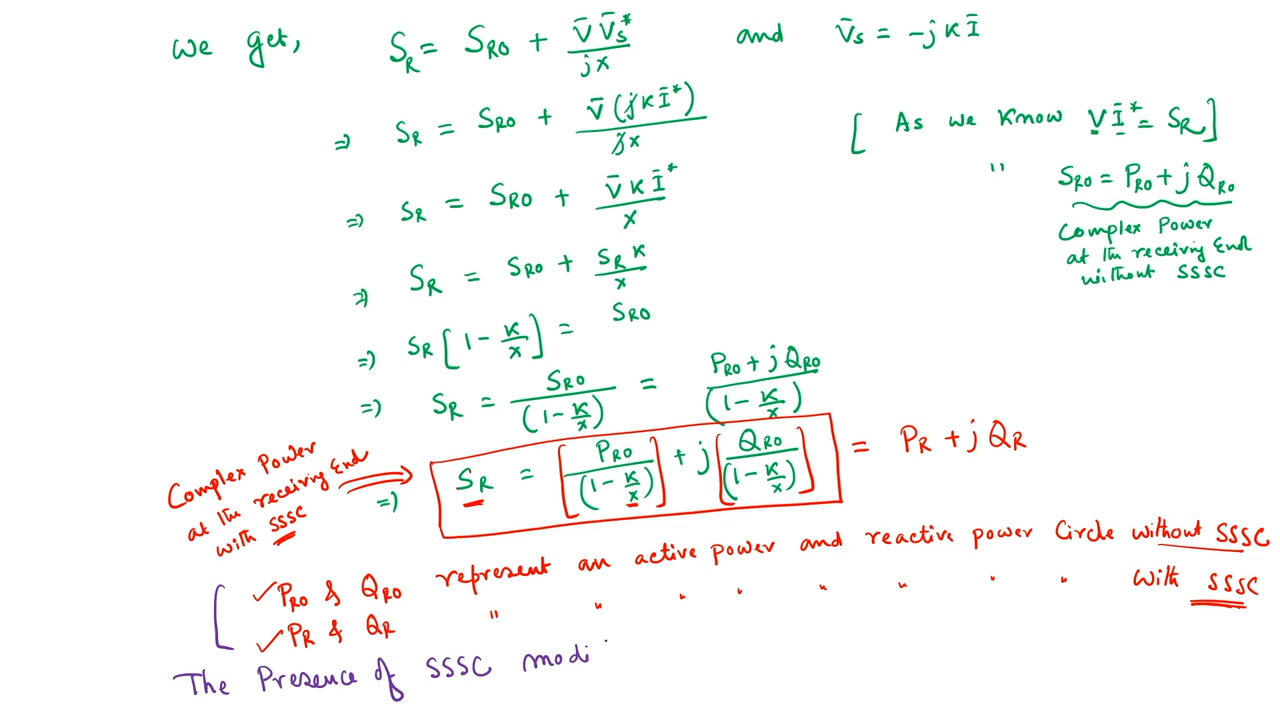 We get, S_R = S_RO + V̄ V̄s* / jx and V̄s = -jKĪ
⇒ S_R = S_RO + V̄ (jKĪ*) / jx [ As we know VĪ* = S_R]
⇒ S_R = S_RO + V̄ K Ī* / x " S_RO = P_RO + j Q_RO
Complex Power
at the receiving End
without SSSC
⇒ S_R = S_RO + S_R K / x
⇒ S_R [1 - K/x] = S_RO
⇒ S_R = S_RO / (1 - K/x) = P_RO + j Q_RO / (1 - K/x)
Complex Power
at the receiving End
with SSSC
⇒ S_R = [P_RO / (1 - K/x)] + j [Q_RO / (1 - K/x)] = P_R + j Q_R
✓ P_RO & Q_RO represent an active power and reactive power Circle without SSSC
✓ P_R & Q_R " " " " " " " " with SSSC
The Presence of SSSC modi